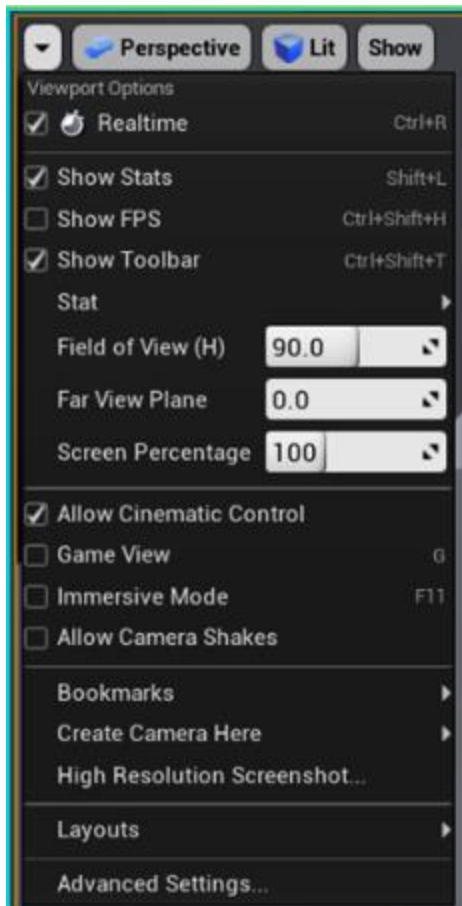 Perspective Lit Show
Viewport Options
Realtime Ctrl+R
Show Stats Shift+L
Show FPS Ctrl+Shift+H
Show Toolbar Ctrl+Shift+T
Stat
Field of View (H) 90.0
Far View Plane 0.0
Screen Percentage 100
Allow Cinematic Control
Game View G
Immersive Mode F11
Allow Camera Shakes
Bookmarks
Create Camera Here
High Resolution Screenshot...
Layouts
Advanced Settings...